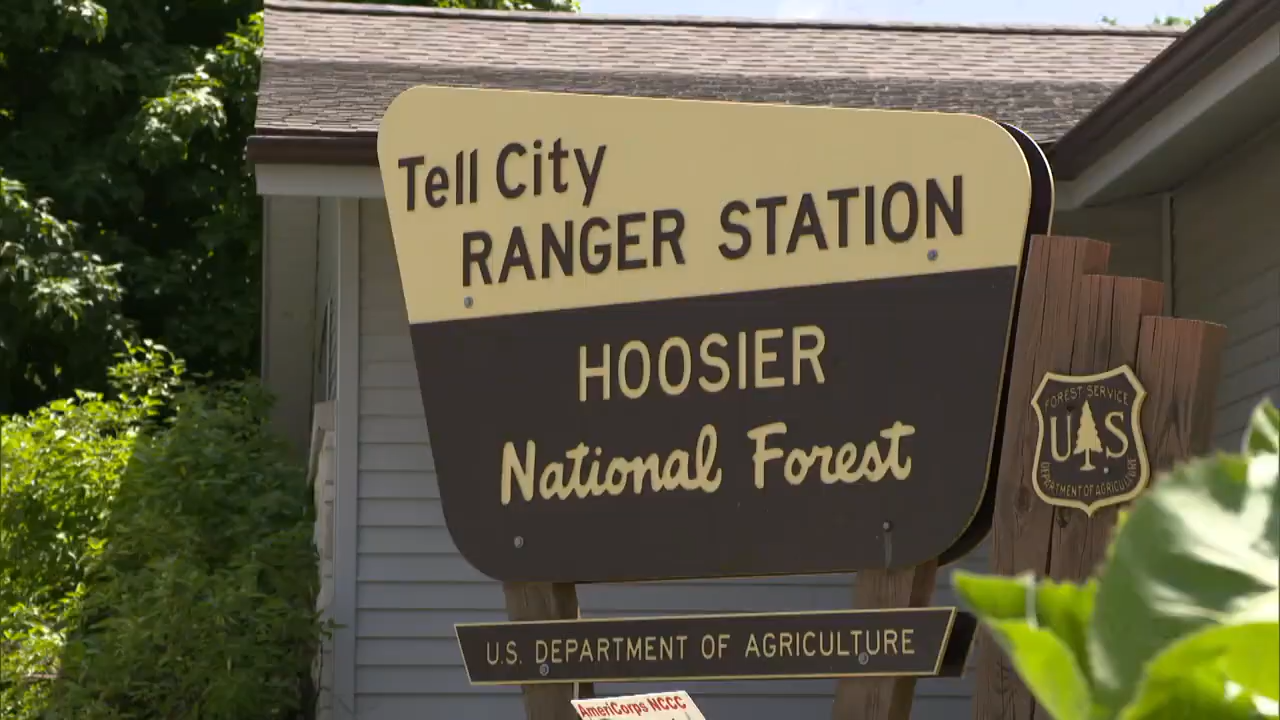 Tell City
RANGER STATION
HOOSIER
National Forest
FOREST SERVICE
U S
DEPARTMENT OF AGRICULTURE
U.S. DEPARTMENT OF AGRICULTURE
AmeriCorps NCCC